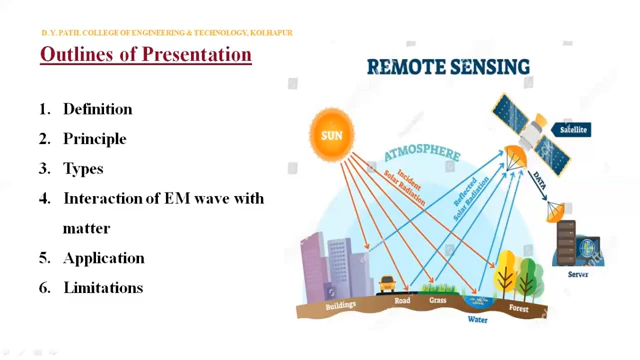 D. Y. PATIL COLLEGE OF ENGINEERING & TECHNOLOGY, KOLHAPUR
Outlines of Presentation
1. Definition
2. Principle
3. Types
4. Interaction of EM wave with
matter
5. Application
6. Limitations
REMOTE SENSING
SUN
ATMOSPHERE
Satellite
Incident
Solar Radiation
Reflected
Solar Radiation
DATA
Server
Buildings
Road
Grass
Water
Forest